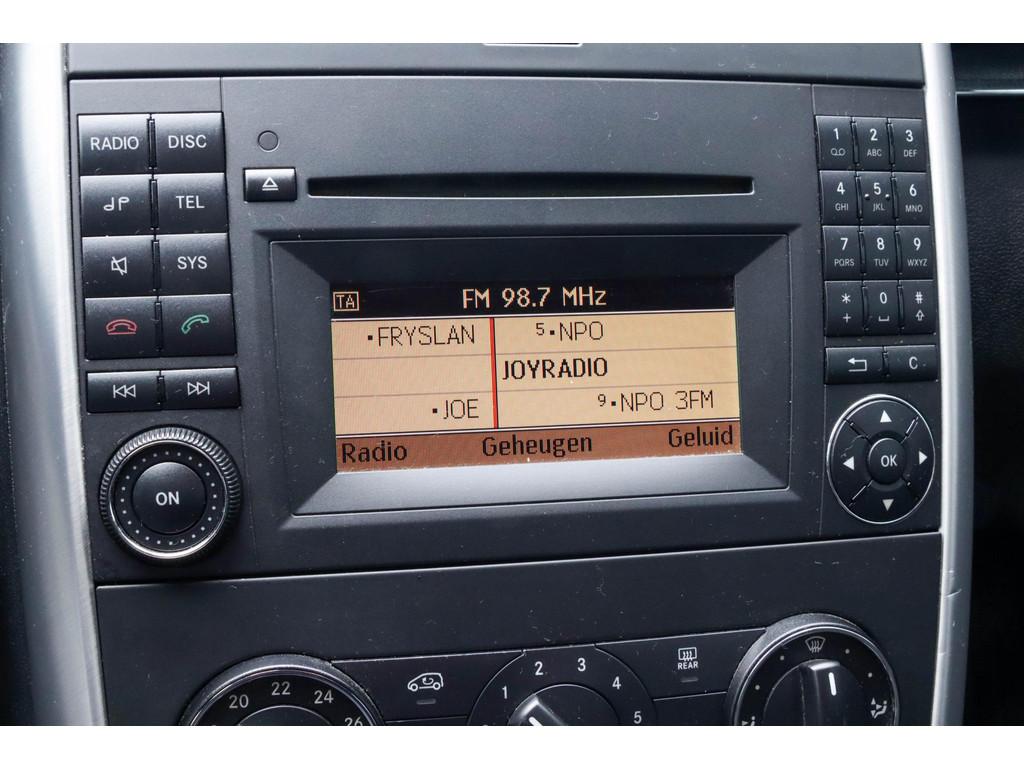 RADIO DISC
TEL
SYS
ON
TA FM 98.7 MHz
FRYSLAN 5 NPO
JOYRADIO
JOE 9 NPO 3FM
Radio Geheugen Geluid
1 2 ABC 3 DEF
4 GHI 5 JKL 6 MNO
7 PQRS 8 TUV 9 WXYZ
* + 0 #
C
OK
20 22 24 26
1 2 3 4 5
REAR